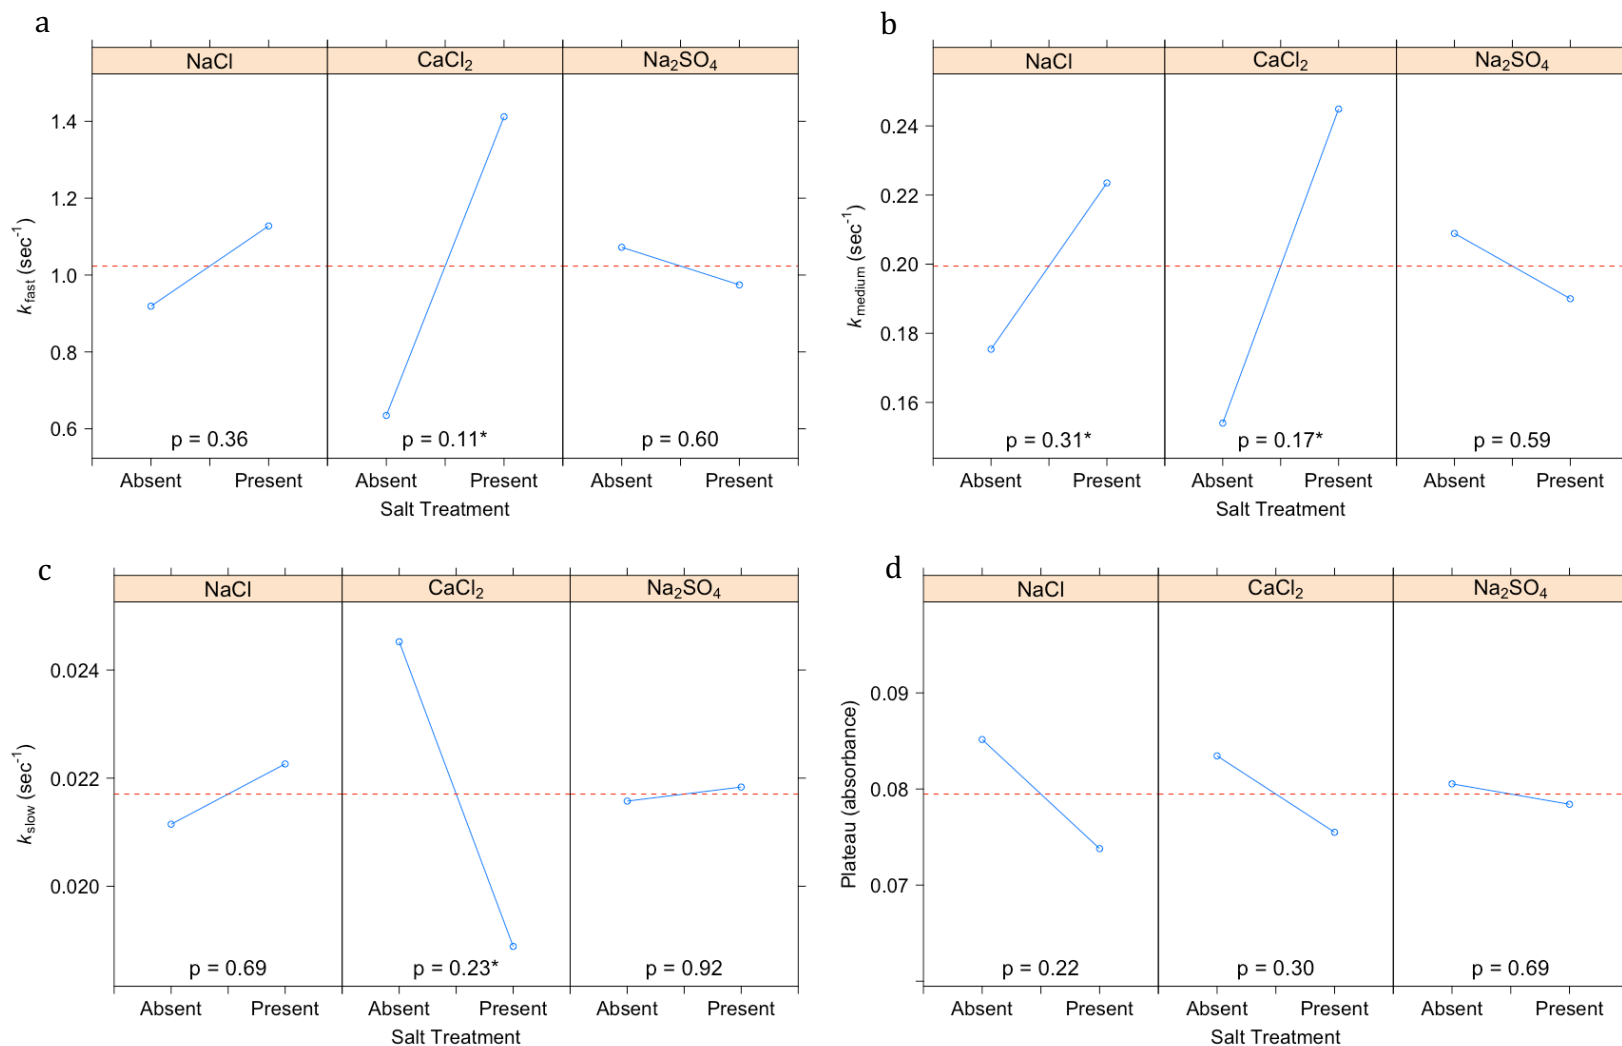 a
NaCl CaCl₂ Na₂SO₄
k_fast (sec⁻¹)
1.4
1.2
1.0
0.8
0.6
p = 0.36 p = 0.11* p = 0.60
Absent Present Absent Present Absent Present
Salt Treatment
b
NaCl CaCl₂ Na₂SO₄
k_medium (sec⁻¹)
0.24
0.22
0.20
0.18
0.16
p = 0.31* p = 0.17* p = 0.59
Absent Present Absent Present Absent Present
Salt Treatment
c
NaCl CaCl₂ Na₂SO₄
k_slow (sec⁻¹)
0.024
0.022
0.020
p = 0.69 p = 0.23* p = 0.92
Absent Present Absent Present Absent Present
Salt Treatment
d
NaCl CaCl₂ Na₂SO₄
Plateau (absorbance)
0.09
0.08
0.07
p = 0.22 p = 0.30 p = 0.69
Absent Present Absent Present Absent Present
Salt Treatment